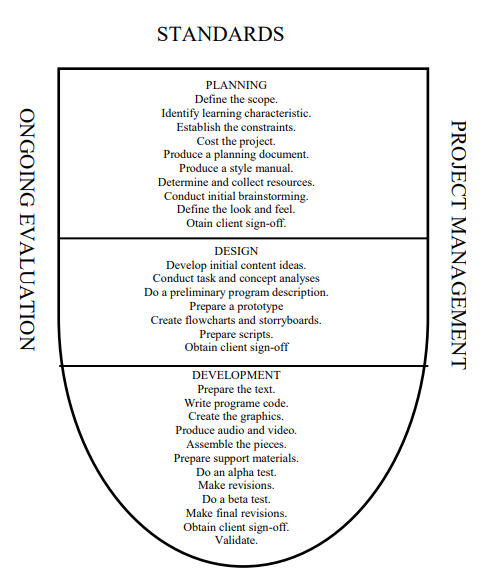 STANDARDS
ONGOING EVALUATION
PROJECT MANAGEMENT
PLANNING
Define the scope.
Identify learning characteristic.
Establish the constraints.
Cost the project.
Produce a planning document.
Produce a style manual.
Determine and collect resources.
Conduct initial brainstorming.
Define the look and feel.
Otain client sign-off.
DESIGN
Develop initial content ideas.
Conduct task and concept analyses
Do a preliminary program description.
Prepare a prototype
Create flowcharts and storryboards.
Prepare scripts.
Obtain client sign-off
DEVELOPMENT
Prepare the text.
Write programe code.
Create the graphics.
Produce audio and video.
Assemble the pieces.
Prepare support materials.
Do an alpha test.
Make revisions.
Do a beta test.
Make final revisions.
Obtain client sign-off.
Validate.